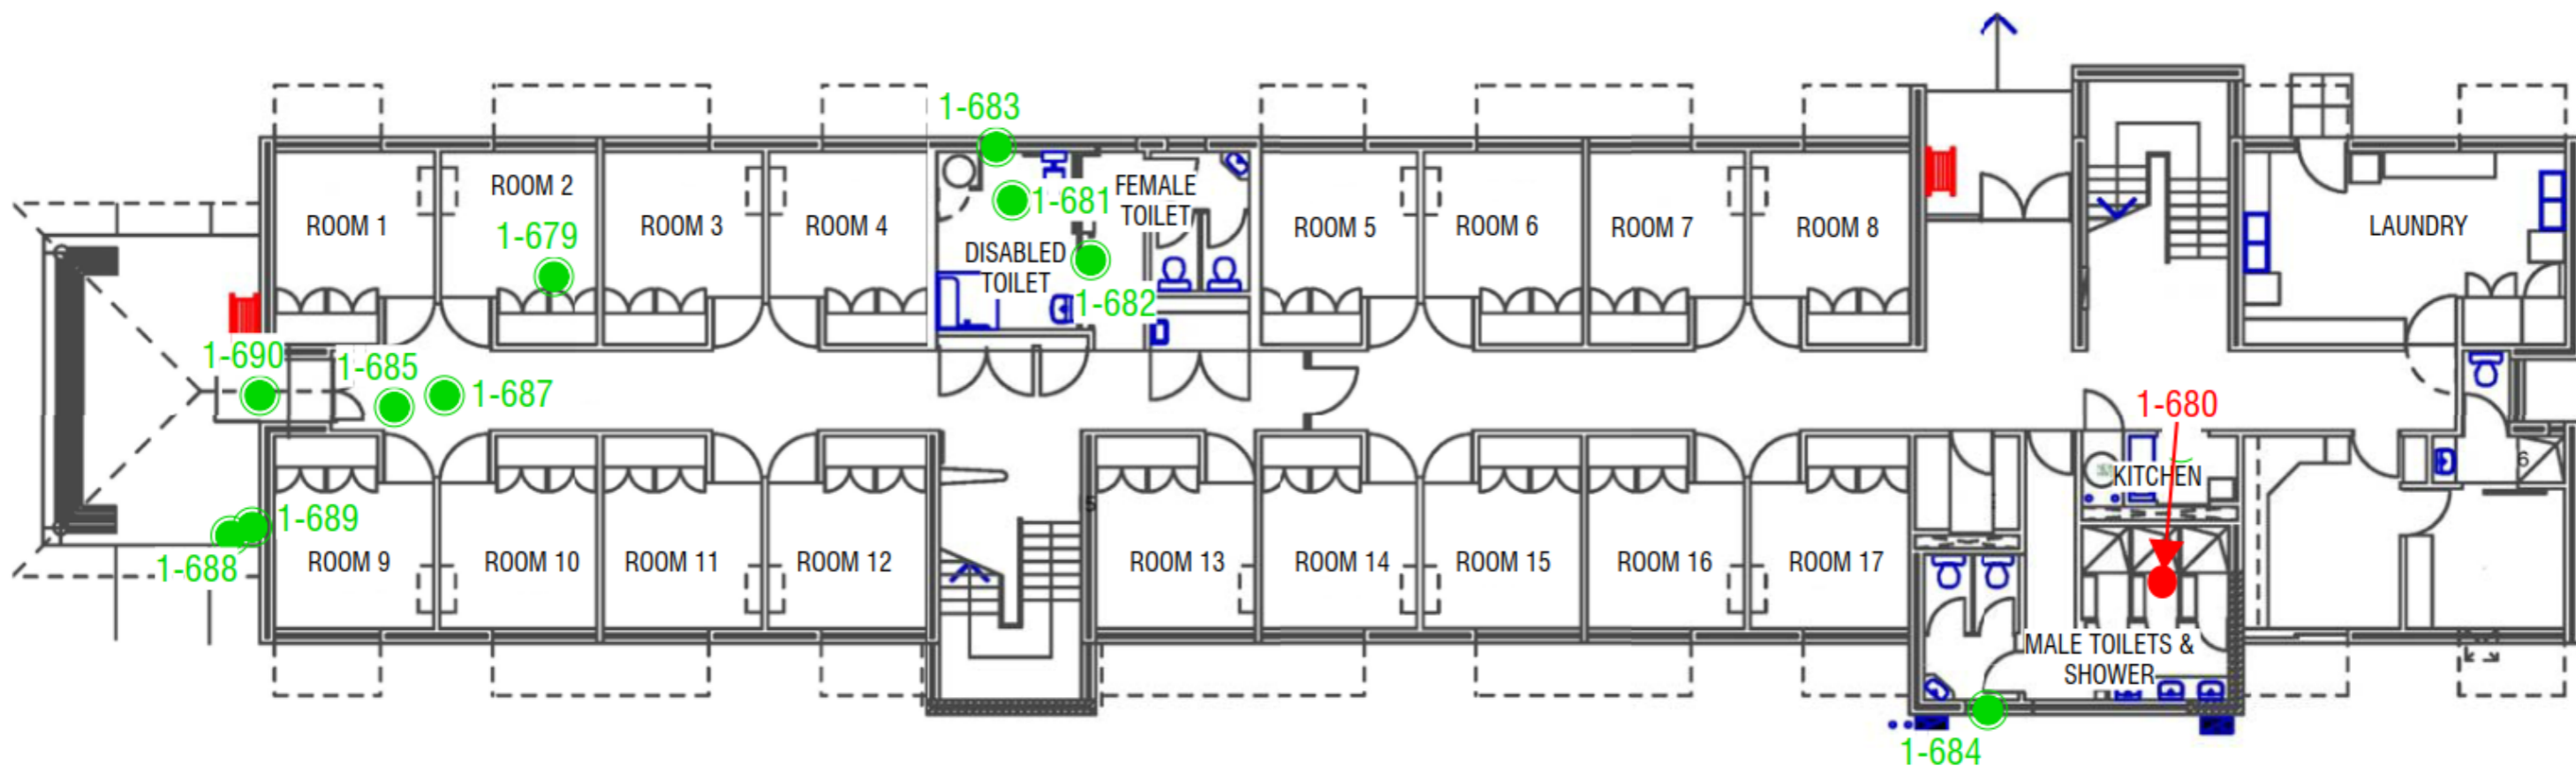 1-683
ROOM 1
ROOM 2
1-679
ROOM 3
ROOM 4
1-681
FEMALE
TOILET
DISABLED
TOILET
1-682
ROOM 5
ROOM 6
ROOM 7
ROOM 8
LAUNDRY
1-690
1-685
1-687
1-680
KITCHEN
6
5
1-689
1-688
ROOM 9
ROOM 10
ROOM 11
ROOM 12
ROOM 13
ROOM 14
ROOM 15
ROOM 16
ROOM 17
MALE TOILETS &
SHOWER
1-684